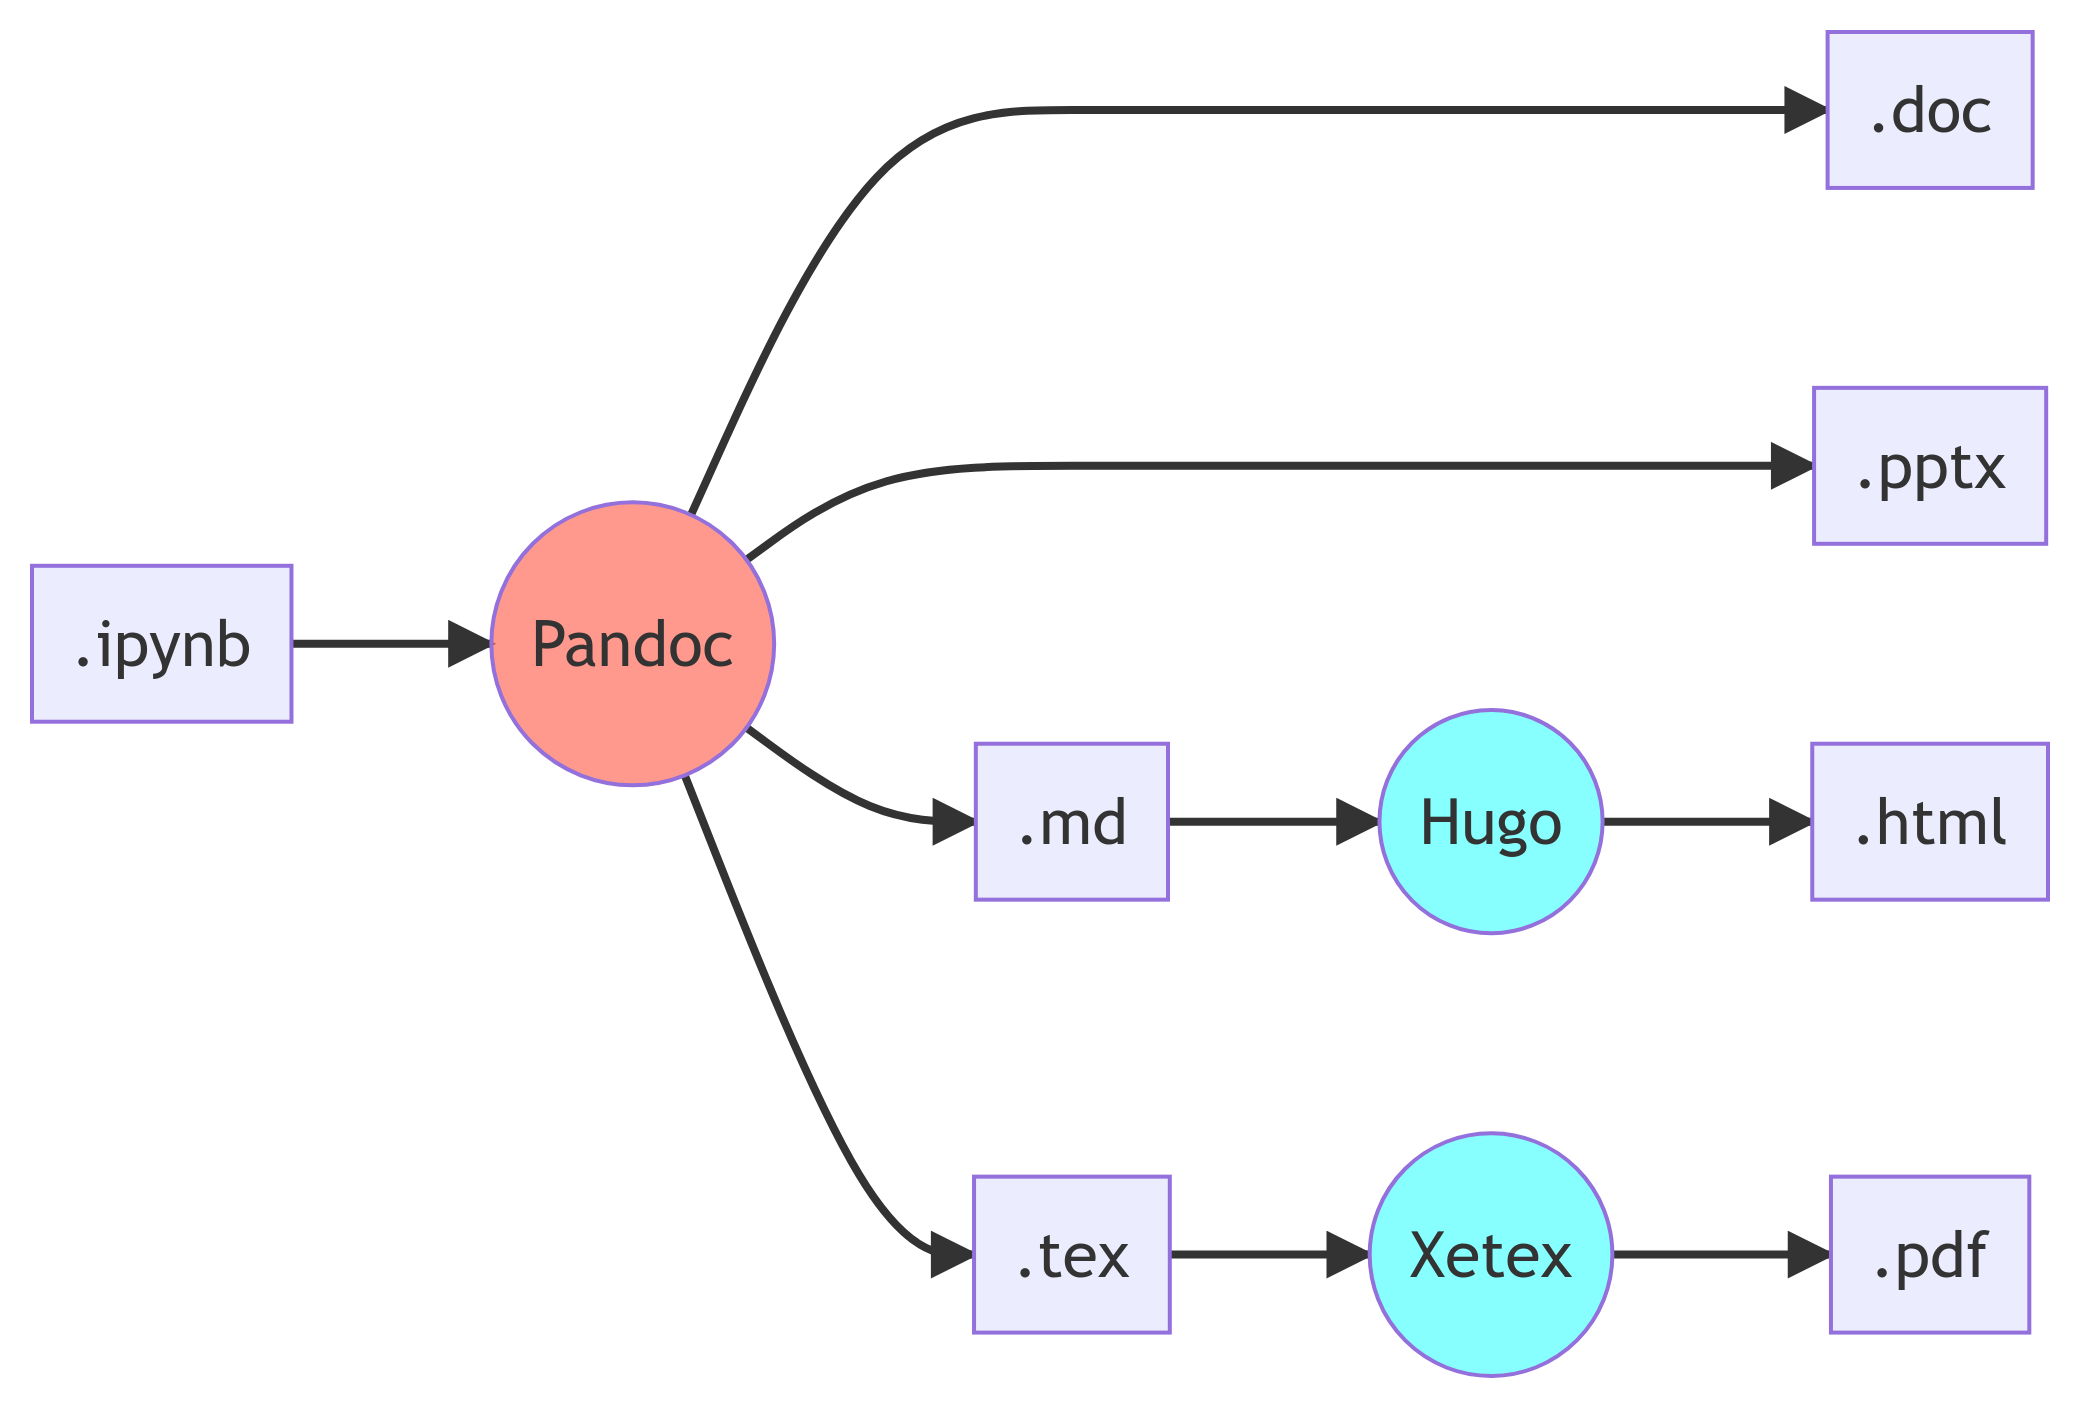 .doc
.pptx
.ipynb
Pandoc
.md
Hugo
.html
.tex
Xetex
.pdf